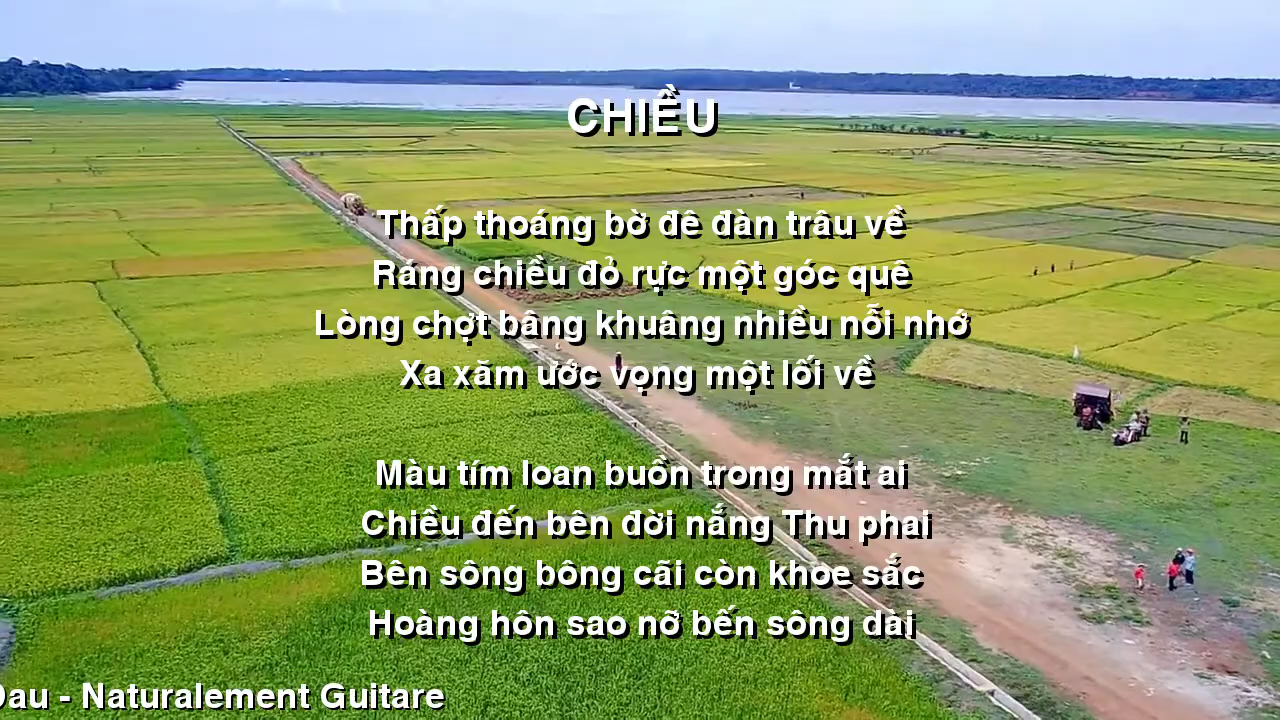 CHIỀU
Thấp thoáng bờ đê đàn trâu về
Ráng chiều đỏ rực một góc quê
Lòng chợt bâng khuâng nhiều nỗi nhớ
Xa xăm ước vọng một lối về
Màu tím loan buồn trong mắt ai
Chiều đến bên đời nắng Thu phai
Bên sông bông cãi còn khoe sắc
Hoàng hôn sao nỡ bến sông dài
- Naturalement Guitare